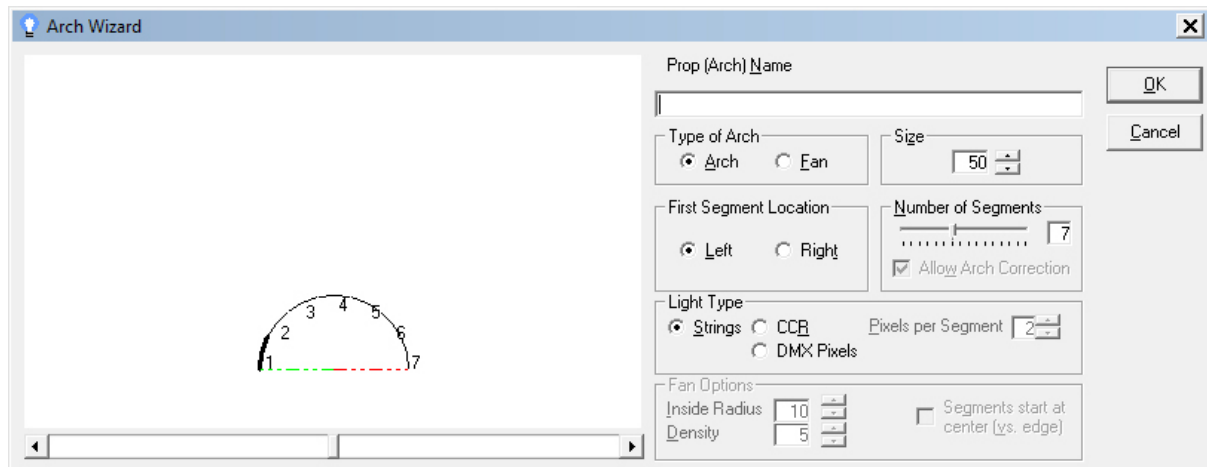 Arch Wizard
Prop (Arch) Name
OK
Cancel
Type of Arch
Arch Fan
Size
50
First Segment Location
Left Right
Number of Segments
7
Allow Arch Correction
1 2 3 4 5 6 7
Light Type
Strings CCR Pixels per Segment 2
DMX Pixels
Fan Options
Inside Radius 10
Density 5
Segments start at
center (vs. edge)